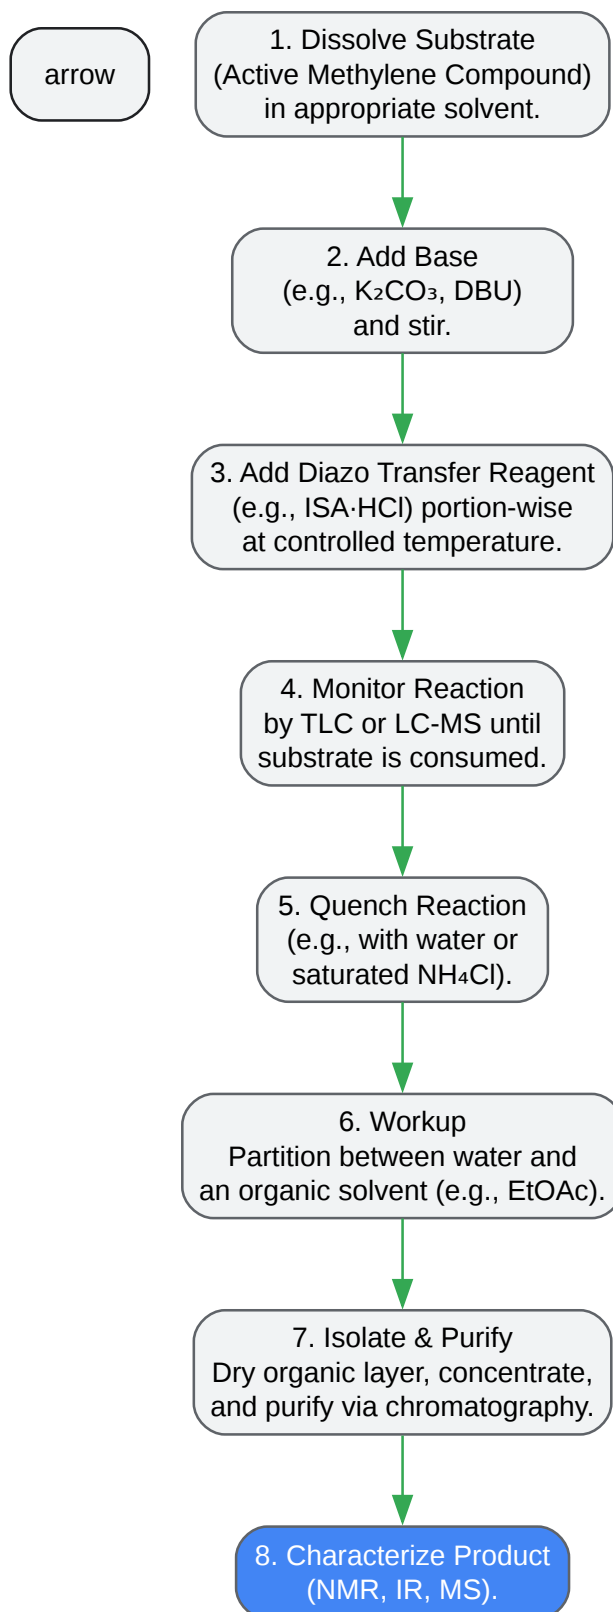 arrow
1. Dissolve Substrate
(Active Methylene Compound)
in appropriate solvent.
2. Add Base
(e.g., K₂CO₃, DBU)
and stir.
3. Add Diazo Transfer Reagent
(e.g., ISA·HCl) portion-wise
at controlled temperature.
4. Monitor Reaction
by TLC or LC-MS until
substrate is consumed.
5. Quench Reaction
(e.g., with water or
saturated NH₄Cl).
6. Workup
Partition between water and
an organic solvent (e.g., EtOAc).
7. Isolate & Purify
Dry organic layer, concentrate,
and purify via chromatography.
8. Characterize Product
(NMR, IR, MS).